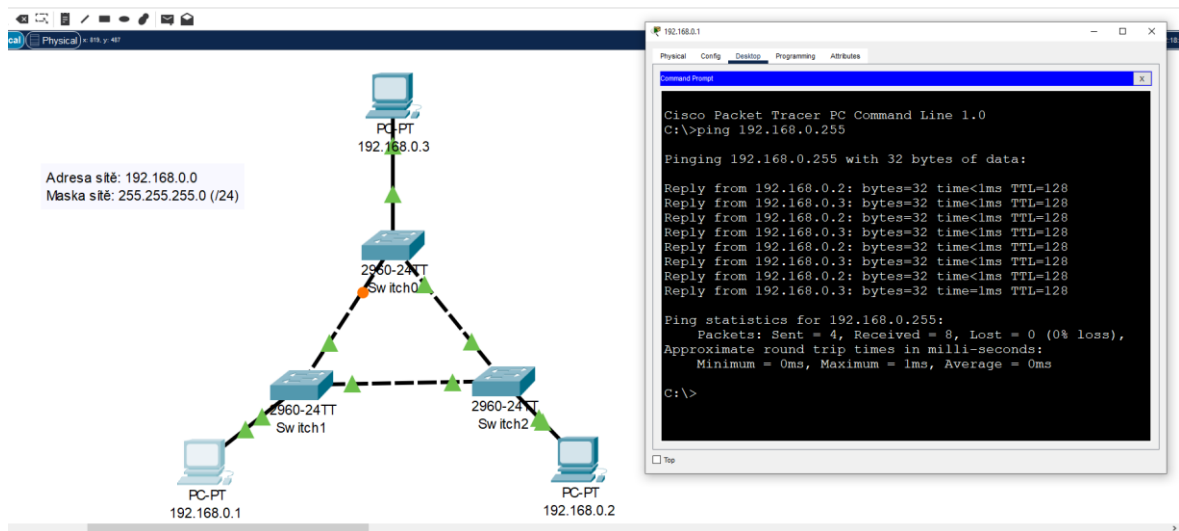 cal)
Physical
x: 819, y: 487
PC-PT
192.168.0.3
Adresa sítě: 192.168.0.0
Maska sítě: 255.255.255.0 (/24)
2960-24TT
Switch0
2960-24TT
Switch1
2960-24TT
Switch2
PC-PT
192.168.0.1
PC-PT
192.168.0.2
192.168.0.1
Physical Config Desktop Programming Attributes
Command Prompt
X
Cisco Packet Tracer PC Command Line 1.0
C:\>ping 192.168.0.255
Pinging 192.168.0.255 with 32 bytes of data:
Reply from 192.168.0.2: bytes=32 time<1ms TTL=128
Reply from 192.168.0.3: bytes=32 time<1ms TTL=128
Reply from 192.168.0.2: bytes=32 time<1ms TTL=128
Reply from 192.168.0.3: bytes=32 time<1ms TTL=128
Reply from 192.168.0.2: bytes=32 time<1ms TTL=128
Reply from 192.168.0.3: bytes=32 time<1ms TTL=128
Reply from 192.168.0.2: bytes=32 time<1ms TTL=128
Reply from 192.168.0.3: bytes=32 time=1ms TTL=128
Ping statistics for 192.168.0.255:
Packets: Sent = 4, Received = 8, Lost = 0 (0% loss),
Approximate round trip times in milli-seconds:
Minimum = 0ms, Maximum = 1ms, Average = 0ms
C:\>
Top